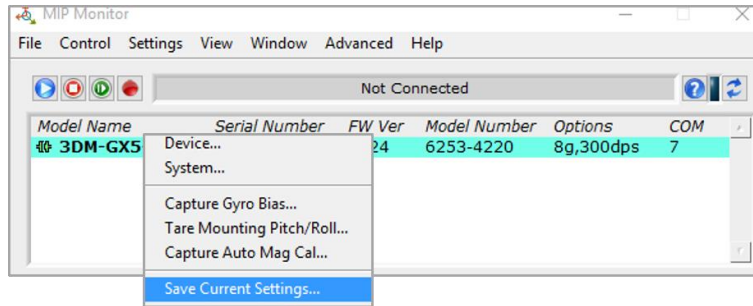 MIP Monitor
File Control Settings View Window Advanced Help
Not Connected
Model Name Serial Number FW Ver Model Number Options COM
3DM-GX5 24 6253-4220 8g,300dps 7
Device...
System...
Capture Gyro Bias...
Tare Mounting Pitch/Roll...
Capture Auto Mag Cal...
Save Current Settings...